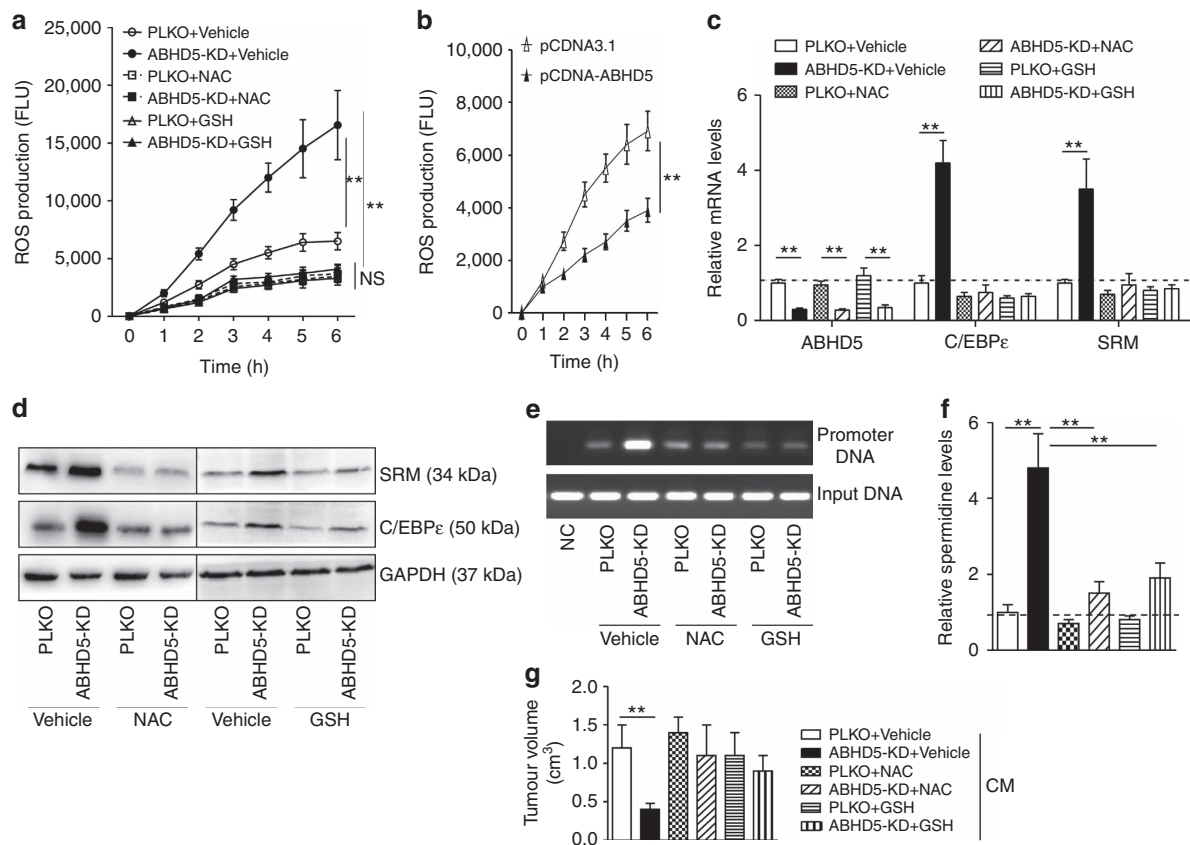 a
25,000
20,000
15,000
10,000
5,000
0
ROS production (FLU)
PLKO+Vehicle
ABHD5-KD+Vehicle
PLKO+NAC
ABHD5-KD+NAC
PLKO+GSH
ABHD5-KD+GSH
**
**
NS
0 1 2 3 4 5 6
Time (h)
b
10,000
8,000
6,000
4,000
2,000
0
ROS production (FLU)
pCDNA3.1
pCDNA-ABHD5
**
0 1 2 3 4 5 6
Time (h)
c
PLKO+Vehicle
ABHD5-KD+Vehicle
PLKO+NAC
ABHD5-KD+NAC
PLKO+GSH
ABHD5-KD+GSH
6
4
2
0
Relative mRNA levels
** ** ** ** **
ABHD5 C/EBPε SRM
d
SRM (34 kDa)
C/EBPε (50 kDa)
GAPDH (37 kDa)
PLKO
ABHD5-KD
PLKO
ABHD5-KD
PLKO
ABHD5-KD
PLKO
ABHD5-KD
Vehicle NAC Vehicle GSH
e
Promoter
DNA
Input DNA
NC
PLKO
ABHD5-KD
PLKO
ABHD5-KD
PLKO
ABHD5-KD
Vehicle NAC GSH
f
6
4
2
0
Relative spermidine levels
** **
**
g
2.0
1.5
1.0
0.5
0.0
Tumour volume
(cm³)
**
PLKO+Vehicle
ABHD5-KD+Vehicle
PLKO+NAC
ABHD5-KD+NAC
PLKO+GSH
ABHD5-KD+GSH
CM